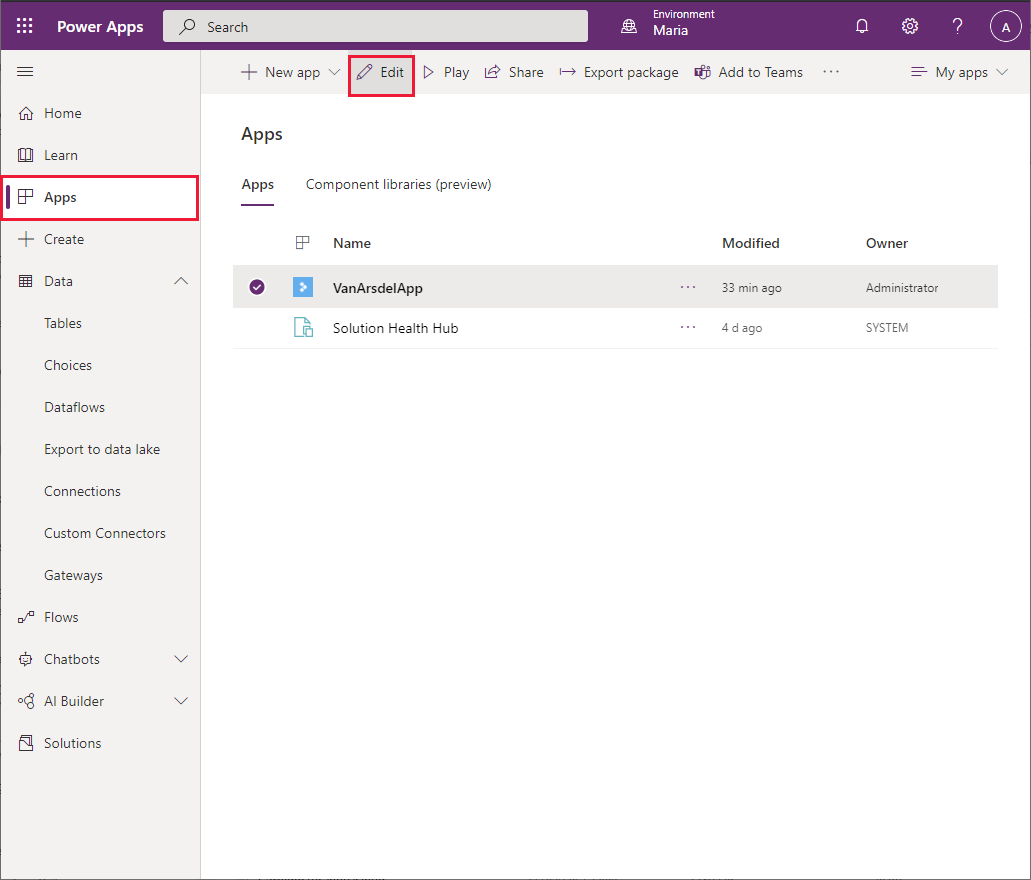 Power Apps
Search
Environment
Maria
?
A
New app
Edit
Play
Share
Export package
Add to Teams
...
My apps
Home
Learn
Apps
Create
Data
Tables
Choices
Dataflows
Export to data lake
Connections
Custom Connectors
Gateways
Flows
Chatbots
AI Builder
Solutions
Apps
Apps Component libraries (preview)
Name Modified Owner
VanArsdelApp ... 33 min ago Administrator
Solution Health Hub ... 4 d ago SYSTEM